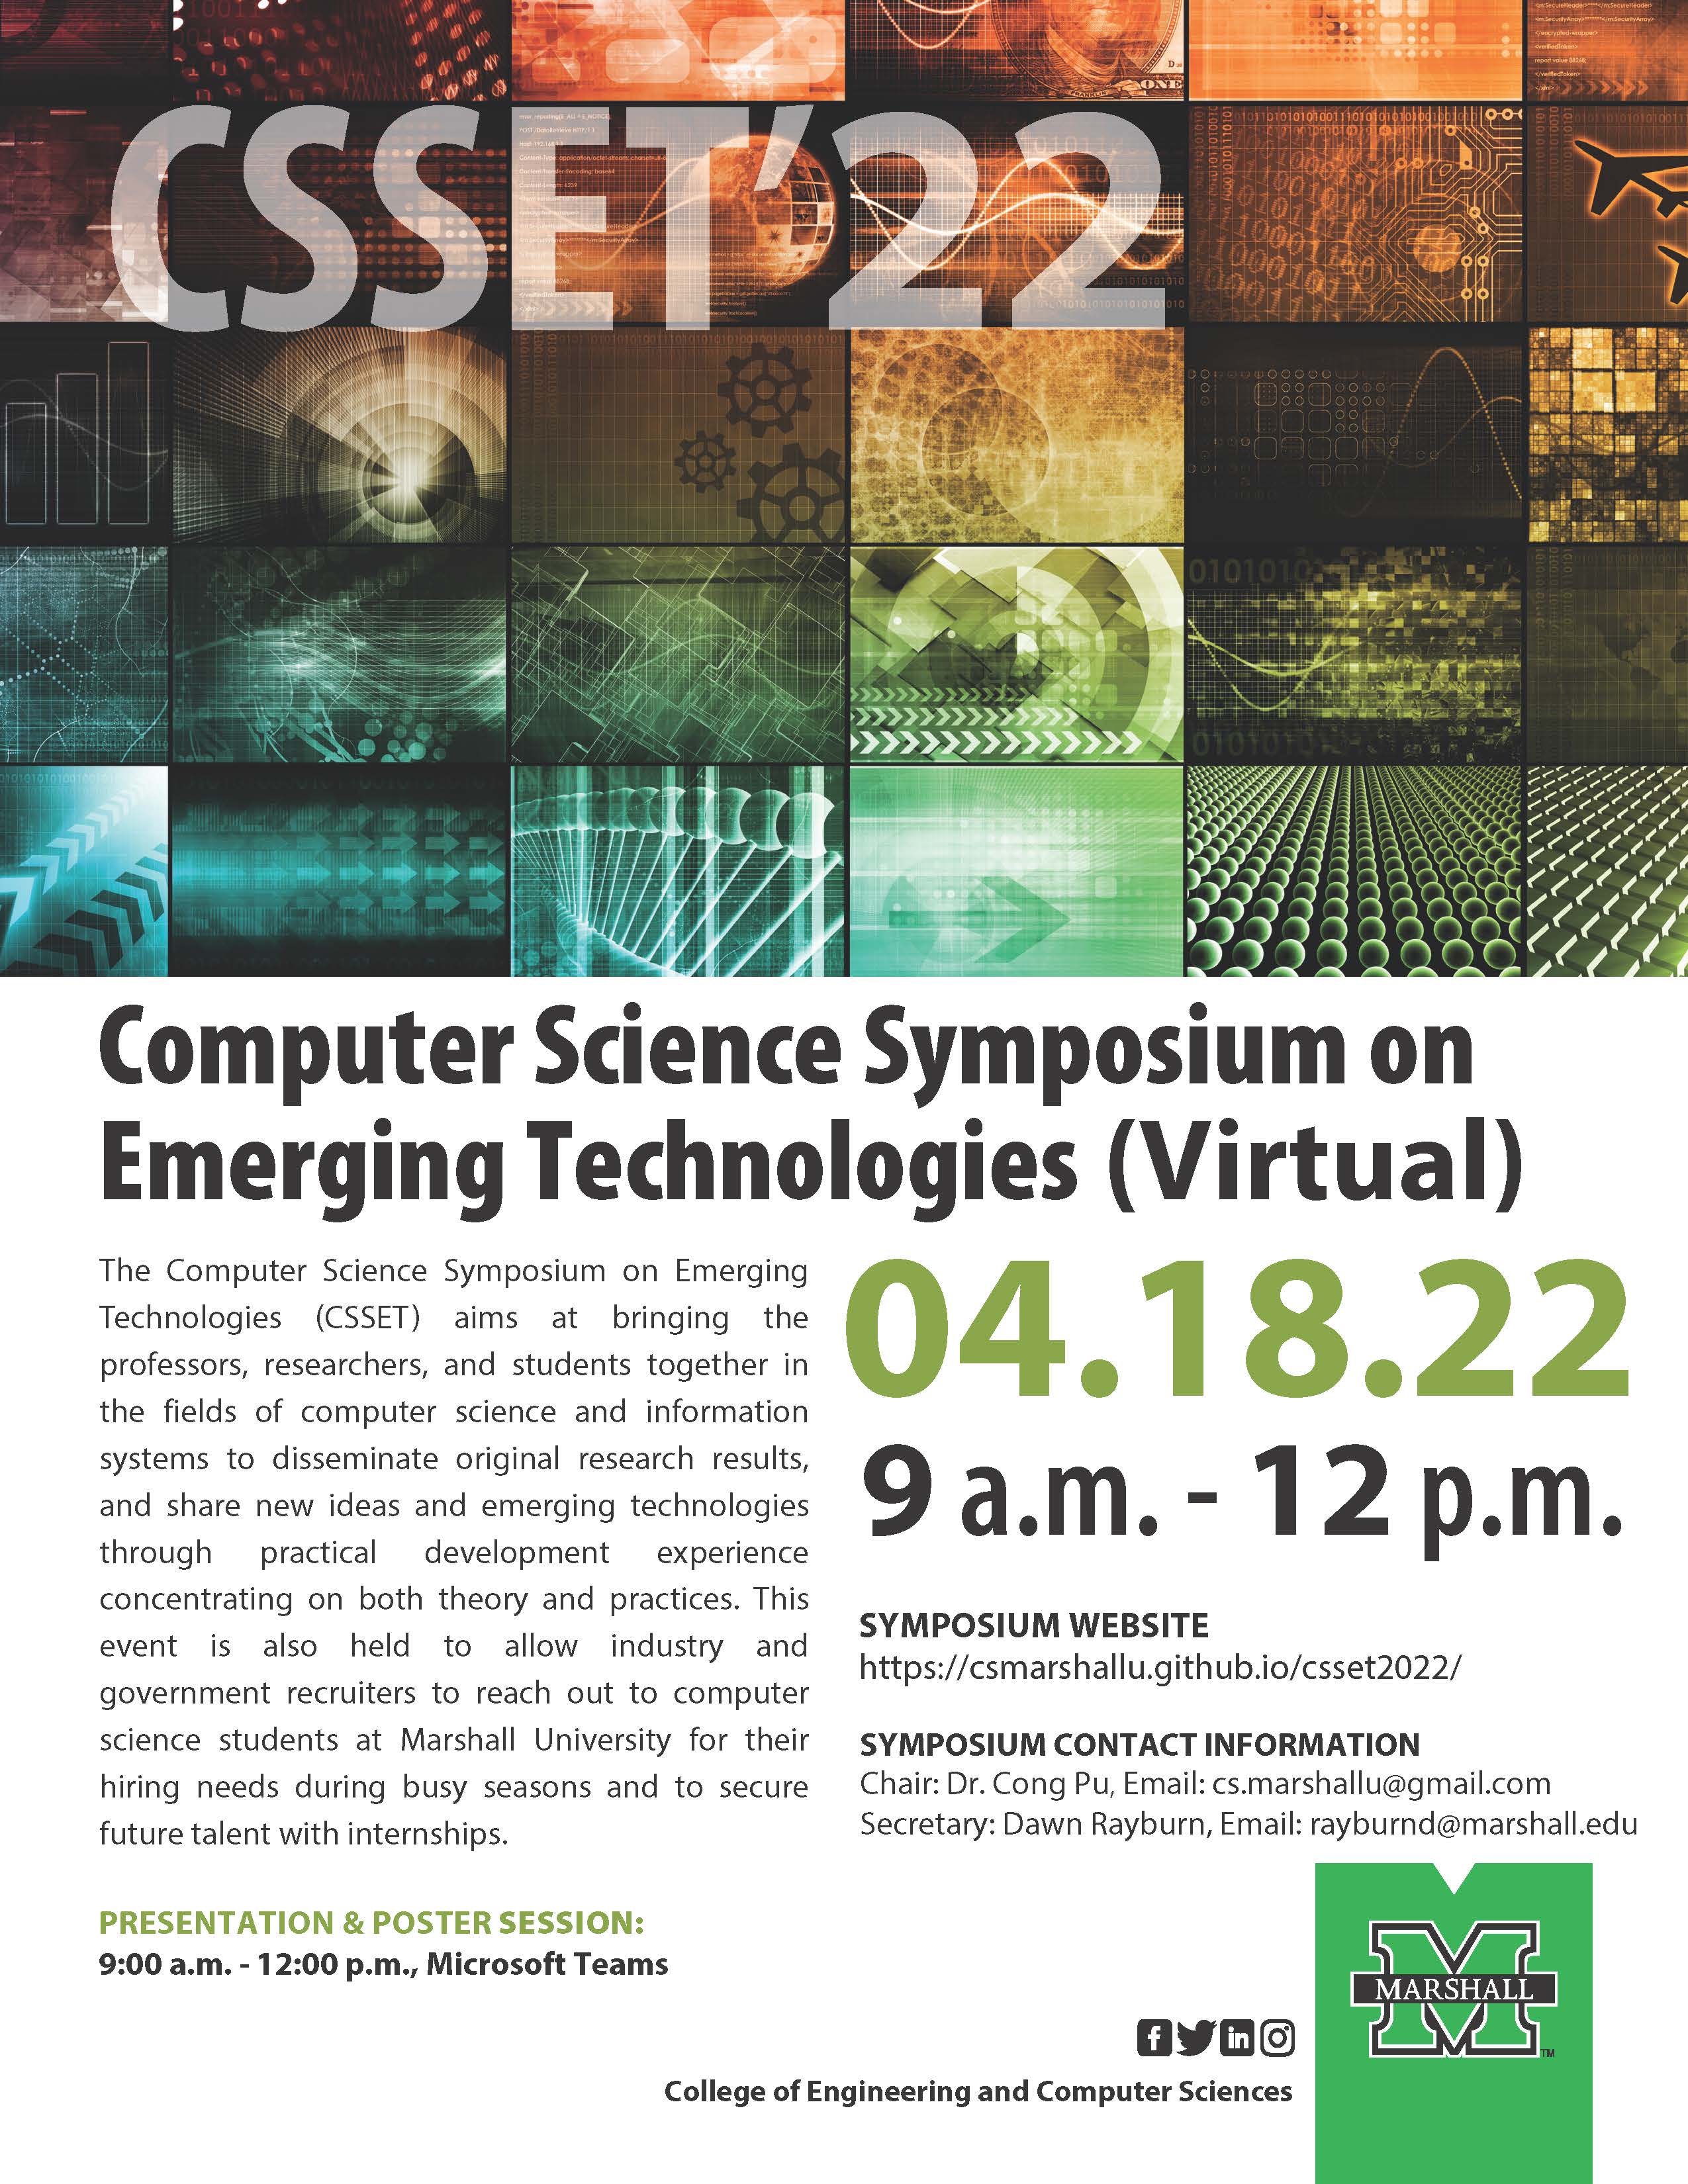 CSSET'22
Computer Science Symposium on
Emerging Technologies (Virtual)
The Computer Science Symposium on Emerging
Technologies (CSSET) aims at bringing the
professors, researchers, and students together in
the fields of computer science and information
systems to disseminate original research results,
and share new ideas and emerging technologies
through practical development experience
concentrating on both theory and practices. This
event is also held to allow industry and
government recruiters to reach out to computer
science students at Marshall University for their
hiring needs during busy seasons and to secure
future talent with internships.
PRESENTATION & POSTER SESSION:
9:00 a.m. - 12:00 p.m., Microsoft Teams
04.18.22
9 a.m. - 12 p.m.
SYMPOSIUM WEBSITE
https://csmarshallu.github.io/csset2022/
SYMPOSIUM CONTACT INFORMATION
Chair: Dr. Cong Pu, Email: cs.marshallu@gmail.com
Secretary: Dawn Rayburn, Email: rayburnd@marshall.edu
MARSHALL
TM
College of Engineering and Computer Sciences